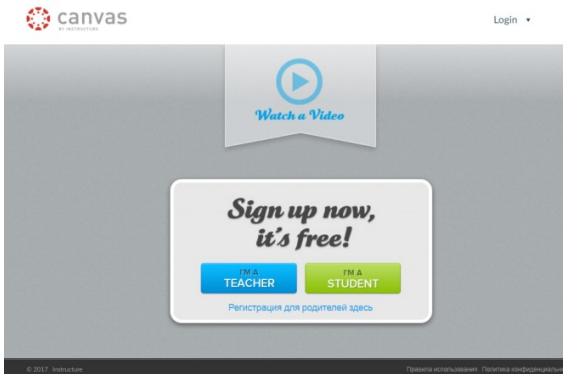 canvas
BY INSTRUCTURE
Login
Watch a Video
Sign up now,
it's free!
I'M A
TEACHER
I'M A
STUDENT
Регистрация для родителей здесь
© 2017 Instructure
Правила использования Политика